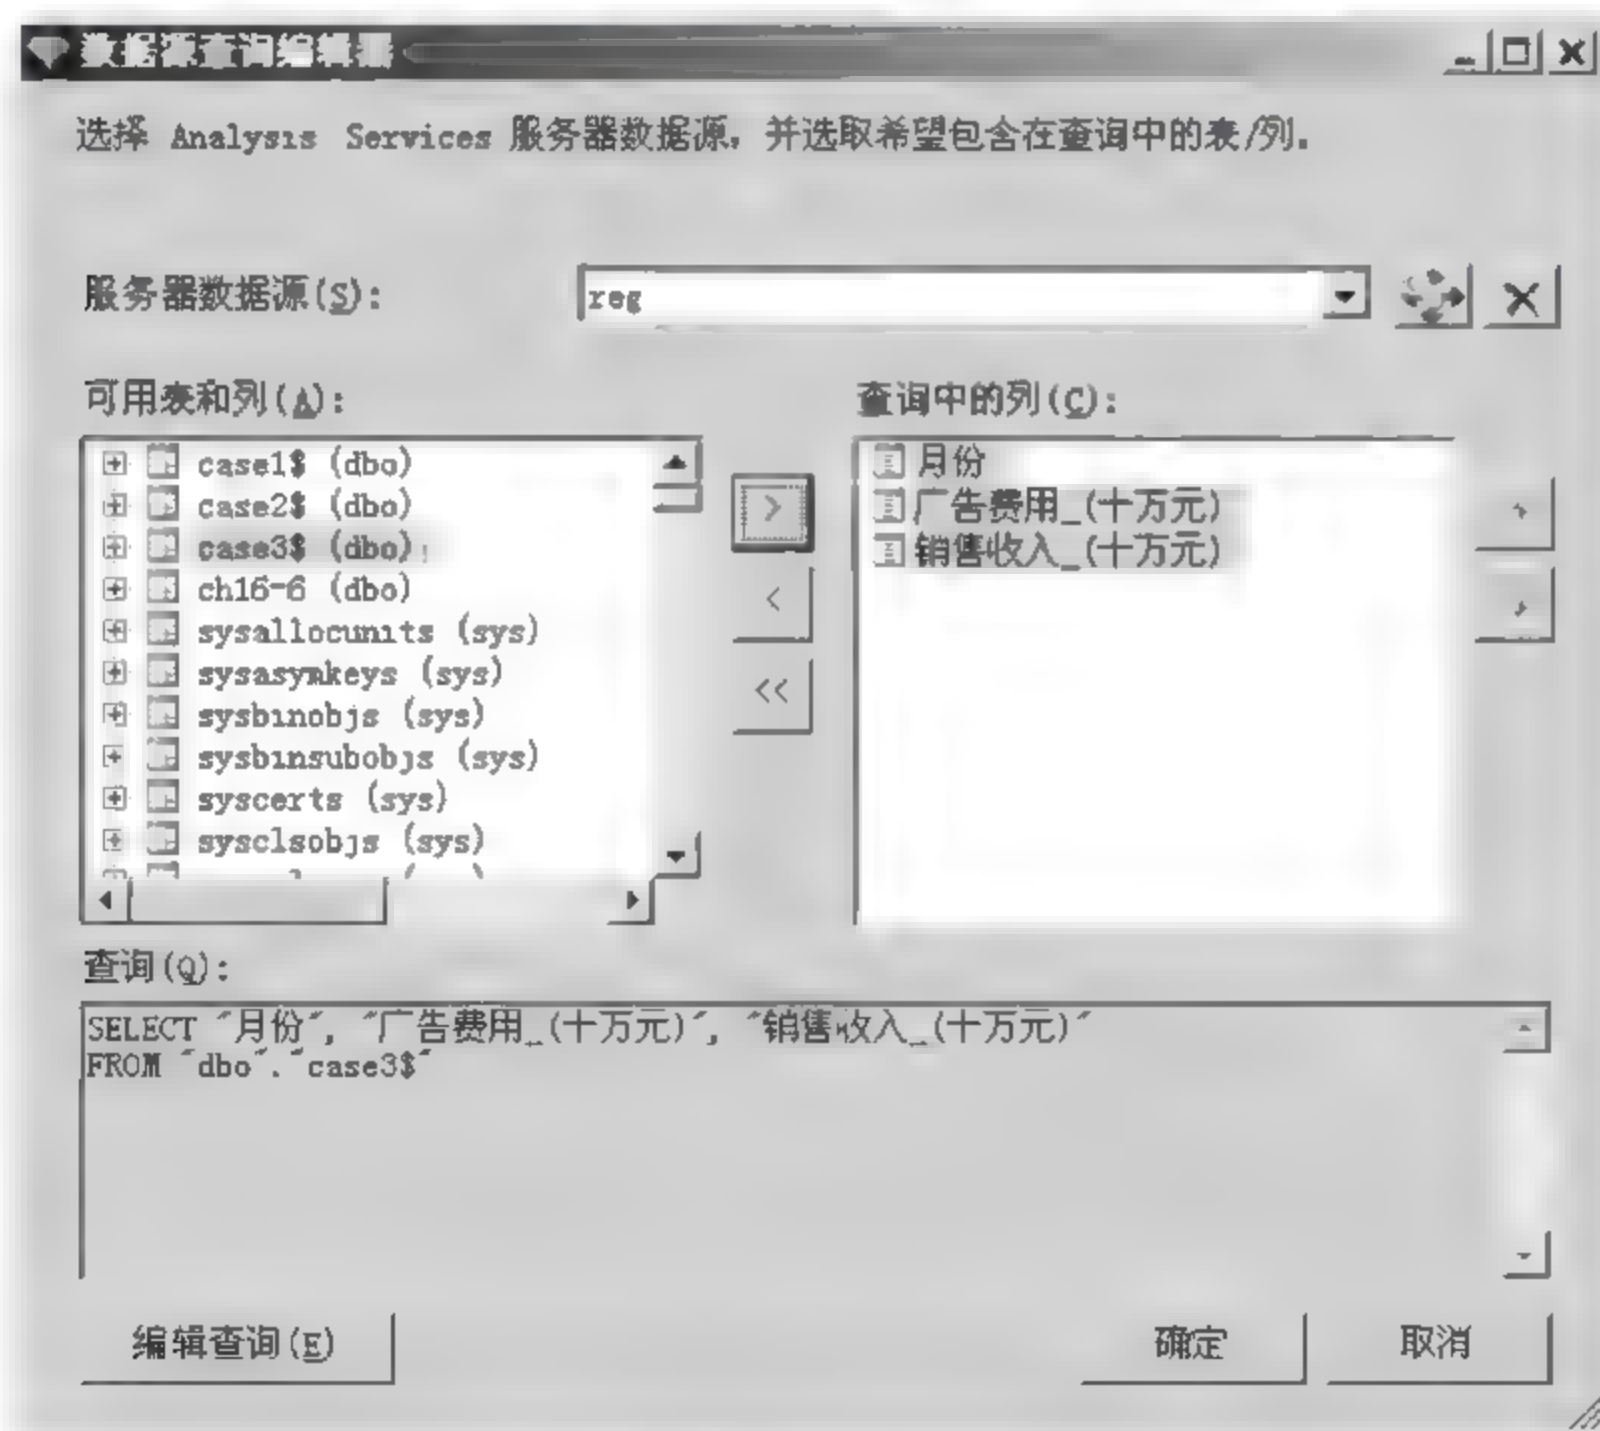 数据源查询编辑器
选择 Analysis Services 服务器数据源，并选取希望包含在查询中的表/列.
服务器数据源(S):
reg
可用表和列(A):
查询中的列(C):
case1$ (dbo)
case2$ (dbo)
case3$ (dbo)
ch16-6 (dbo)
sysallocunits (sys)
sysasymkeys (sys)
sysbinobjs (sys)
sysbinsubobjs (sys)
syscerts (sys)
sysclsobjs (sys)
>
<
<<
月份
广告费用_(十万元)
销售收入_(十万元)
查询(Q):
SELECT "月份", "广告费用_(十万元)", "销售收入_(十万元)"
FROM "dbo"."case3$"
编辑查询(E)
确定
取消